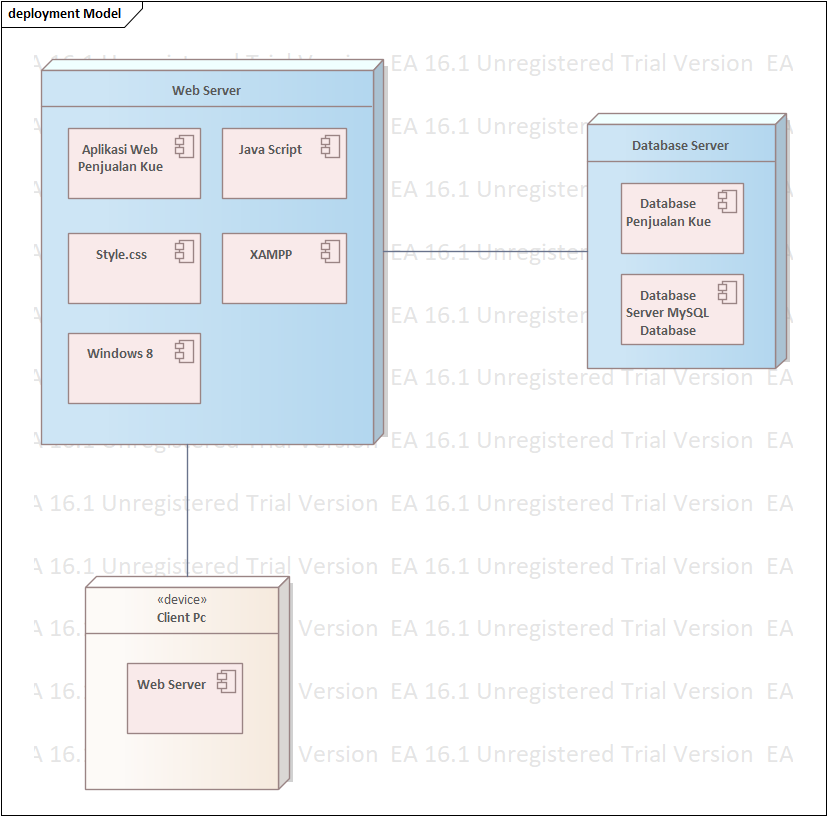 deployment Model
EA 16.1 Unregistered Trial Version EA
Web Server
Aplikasi Web
Penjualan Kue
Java Script
Style.css
XAMPP
Windows 8
Database Server
Database
Penjualan Kue
Database
Server MySQL
Database
«device»
Client Pc
Web Server